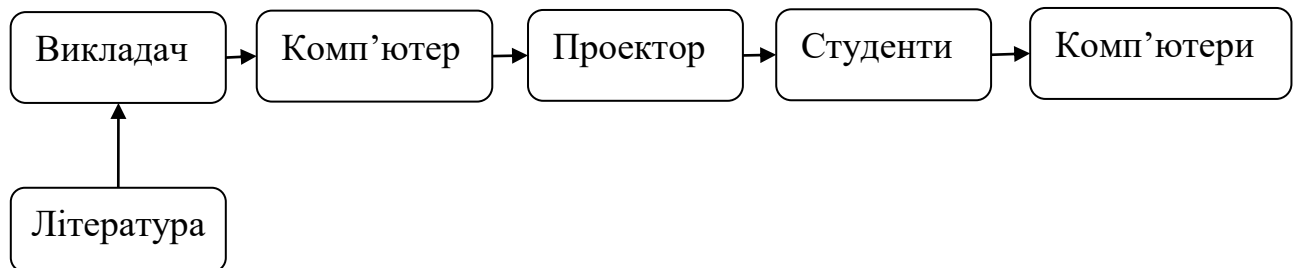 Викладач
Комп’ютер
Проектор
Студенти
Комп’ютери
Література